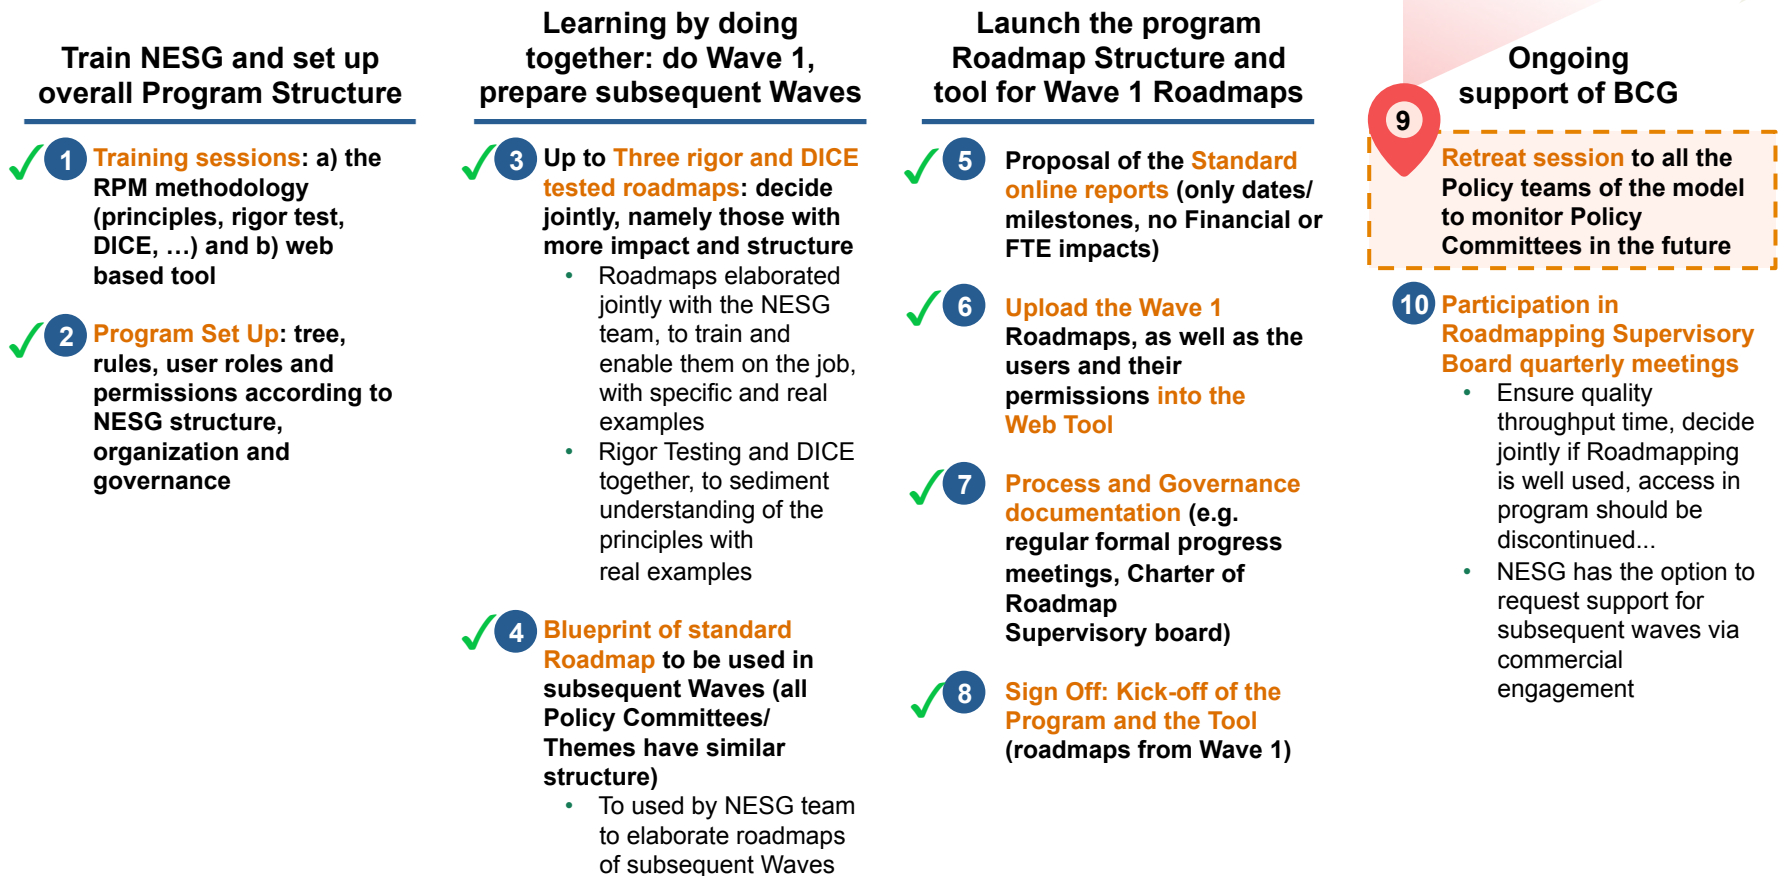 Train NESG and set up
overall Program Structure
1
Training sessions: a) the
RPM methodology
(principles, rigor test,
DICE, …) and b) web
based tool
2
Program Set Up: tree,
rules, user roles and
permissions according to
NESG structure,
organization and
governance
Learning by doing
together: do Wave 1,
prepare subsequent Waves
3
Up to Three rigor and DICE
tested roadmaps: decide
jointly, namely those with
more impact and structure
• Roadmaps elaborated
jointly with the NESG
team, to train and
enable them on the job,
with specific and real
examples
• Rigor Testing and DICE
together, to sediment
understanding of the
principles with
real examples
4
Blueprint of standard
Roadmap to be used in
subsequent Waves (all
Policy Committees/
Themes have similar
structure)
• To used by NESG team
to elaborate roadmaps
of subsequent Waves
Launch the program
Roadmap Structure and
tool for Wave 1 Roadmaps
5
Proposal of the Standard
online reports (only dates/
milestones, no Financial or
FTE impacts)
6
Upload the Wave 1
Roadmaps, as well as the
users and their
permissions into the
Web Tool
7
Process and Governance
documentation (e.g.
regular formal progress
meetings, Charter of
Roadmap
Supervisory board)
8
Sign Off: Kick-off of the
Program and the Tool
(roadmaps from Wave 1)
Ongoing
support of BCG
9
Retreat session to all the
Policy teams of the model
to monitor Policy
Committees in the future
10
Participation in
Roadmapping Supervisory
Board quarterly meetings
• Ensure quality
throughput time, decide
jointly if Roadmapping
is well used, access in
program should be
discontinued...
• NESG has the option to
request support for
subsequent waves via
commercial
engagement